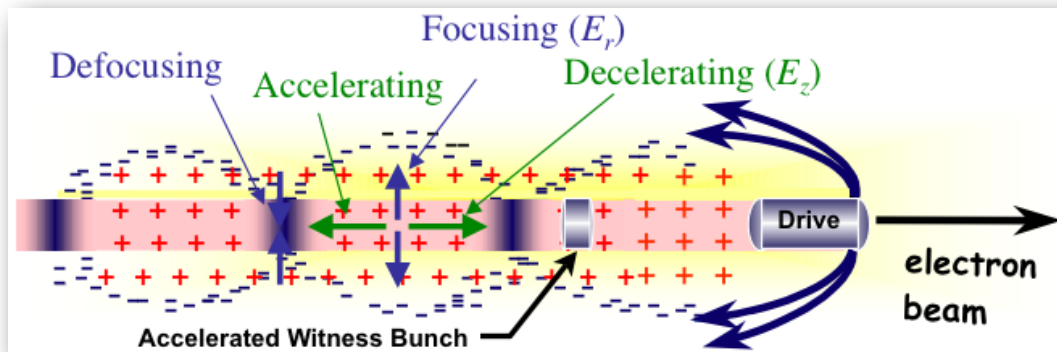 Focusing (E_r)
Defocusing
Accelerating
Decelerating (E_z)
Drive
electron
beam
Accelerated Witness Bunch